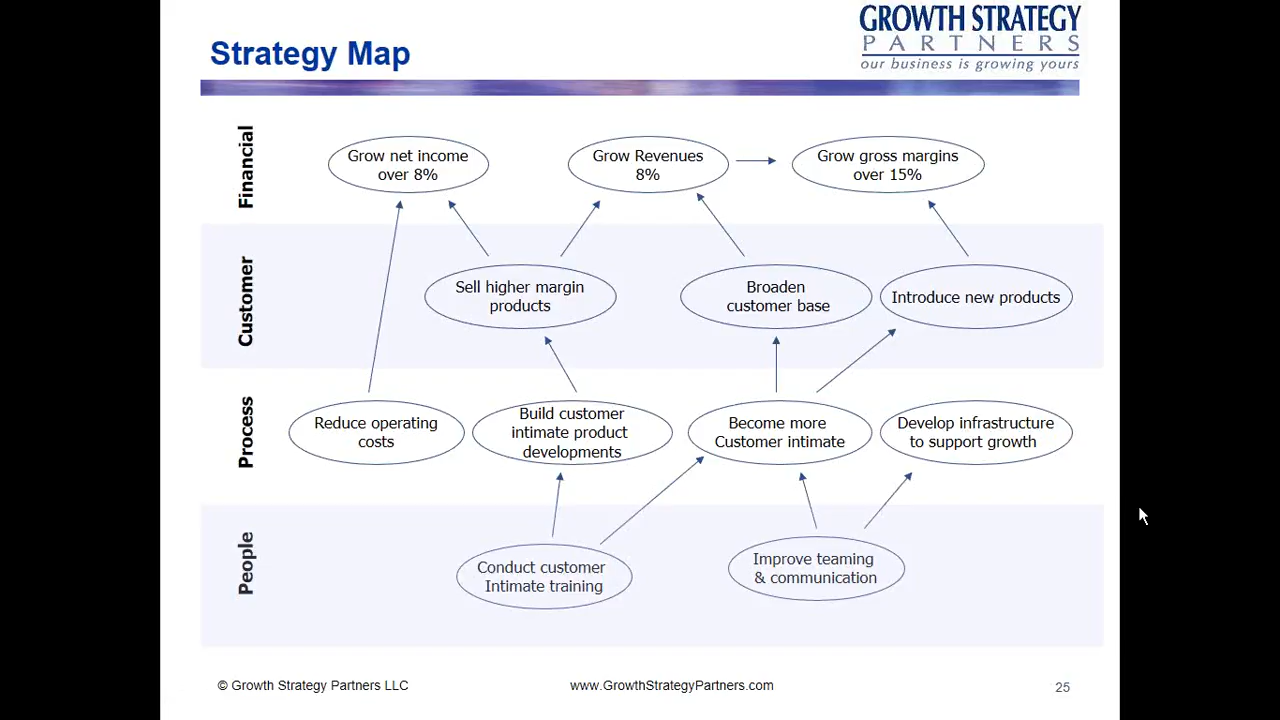 Strategy Map
GROWTH STRATEGY
PARTNERS
our business is growing yours
Financial
Grow net income
over 8%
Grow Revenues
8%
Grow gross margins
over 15%
Customer
Sell higher margin
products
Broaden
customer base
Introduce new products
Process
Reduce operating
costs
Build customer
intimate product
developments
Become more
Customer intimate
Develop infrastructure
to support growth
People
Conduct customer
Intimate training
Improve teaming
& communication
© Growth Strategy Partners LLC
www.GrowthStrategyPartners.com
25